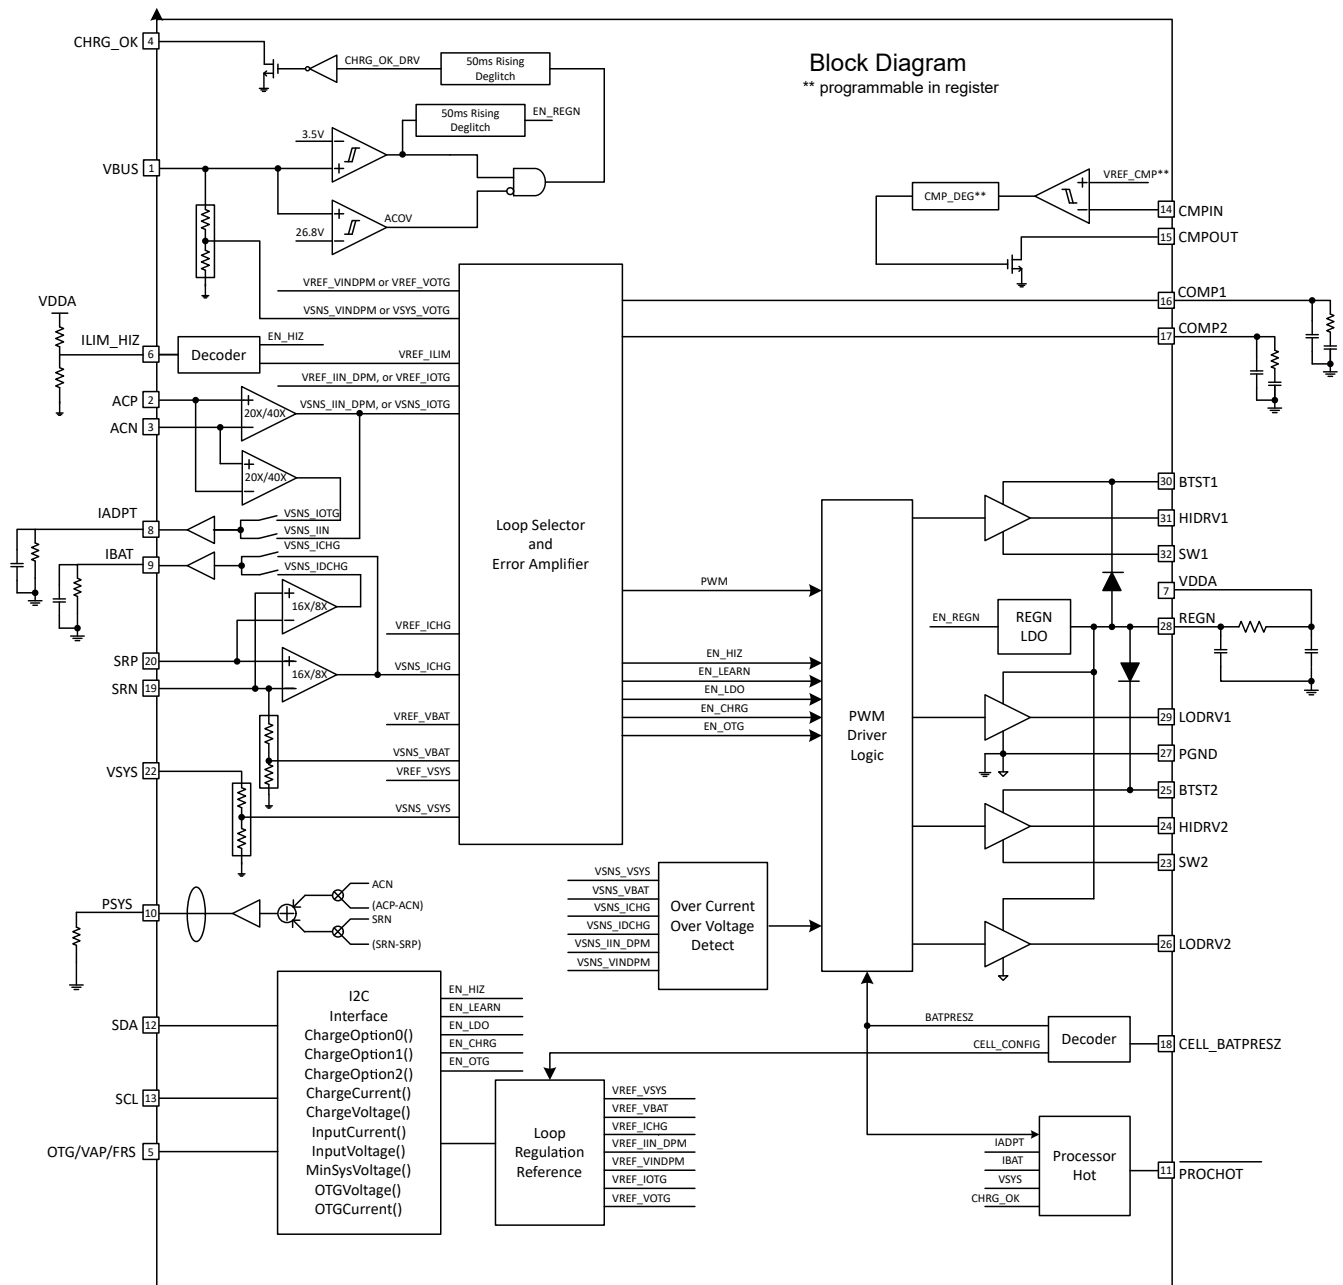 Block Diagram
** programmable in register
CHRG_OK
4
CHRG_OK_DRV
50ms Rising
Deglitch
50ms Rising
Deglitch
EN_REGN
3.5V
−
+
VBUS
1
+
−
26.8V
ACOV
CMP_DEG**
+
−
VREF_CMP**
14
CMPIN
15
CMPOUT
VREF_VINDPM or VREF_VOTG
VSNS_VINDPM or VSYS_VOTG
VDDA
ILIM_HIZ
6
Decoder
EN_HIZ
VREF_ILIM
VREF_IIN_DPM, or VREF_IOTG
VSNS_IIN_DPM, or VSNS_IOTG
ACP
2
ACN
3
+
20X/40X
−
+
20X/40X
−
IADPT
8
VSNS_IOTG
VSNS_IIN
IBAT
9
VSNS_ICHG
VSNS_IDCHG
+
16X/8X
−
VREF_ICHG
SRP
20
SRN
19
+
16X/8X
−
VSNS_ICHG
VREF_VBAT
VSNS_VBAT
VREF_VSYS
VSNS_VSYS
VSYS
22
Loop Selector
and
Error Amplifier
16
COMP1
17
COMP2
PWM
EN_HIZ
EN_LEARN
EN_LDO
EN_CHRG
EN_OTG
PWM
Driver
Logic
30
BTST1
31
HIDRV1
32
SW1
7
VDDA
EN_REGN
REGN
LDO
28
REGN
29
LODRV1
27
PGND
25
BTST2
24
HIDRV2
23
SW2
26
LODRV2
VSNS_VSYS
VSNS_VBAT
VSNS_ICHG
VSNS_IDCHG
VSNS_IIN_DPM
VSNS_VINDPM
Over Current
Over Voltage
Detect
PSYS
10
ACN
(ACP-ACN)
SRN
(SRN-SRP)
SDA
12
SCL
13
OTG/VAP/FRS
5
I2C
Interface
ChargeOption0()
ChargeOption1()
ChargeOption2()
ChargeCurrent()
ChargeVoltage()
InputCurrent()
InputVoltage()
MinSysVoltage()
OTGVoltage()
OTGCurrent()
EN_HIZ
EN_LEARN
EN_LDO
EN_CHRG
EN_OTG
Loop
Regulation
Reference
VREF_VSYS
VREF_VBAT
VREF_ICHG
VREF_IIN_DPM
VREF_VINDPM
VREF_IOTG
VREF_VOTG
BATPRESZ
CELL_CONFIG
Decoder
18
CELL_BATPRESZ
IADPT
IBAT
VSYS
CHRG_OK
Processor
Hot
11
PROCHOT